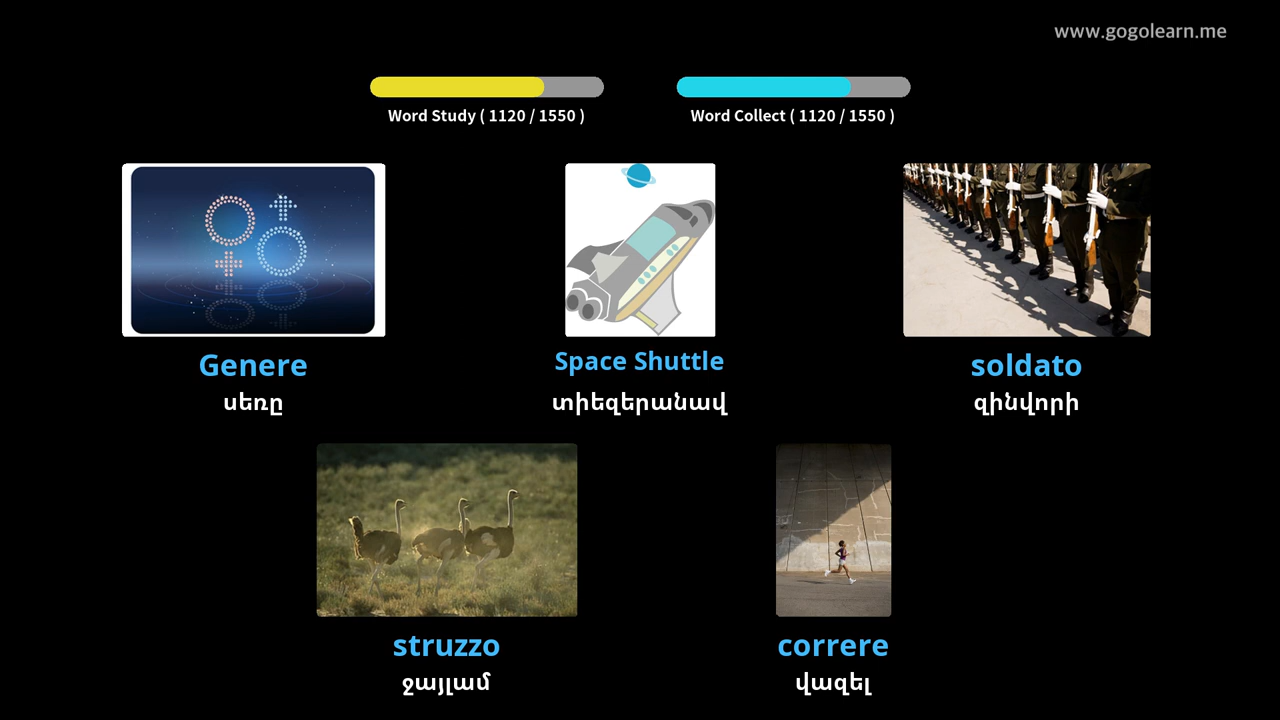 www.gogolearn.me
Word Study ( 1120 / 1550 )
Word Collect ( 1120 / 1550 )
Genere
սեռը
Space Shuttle
տիեզերանավ
soldato
զինվորի
struzzo
ջայլամ
correre
վազել